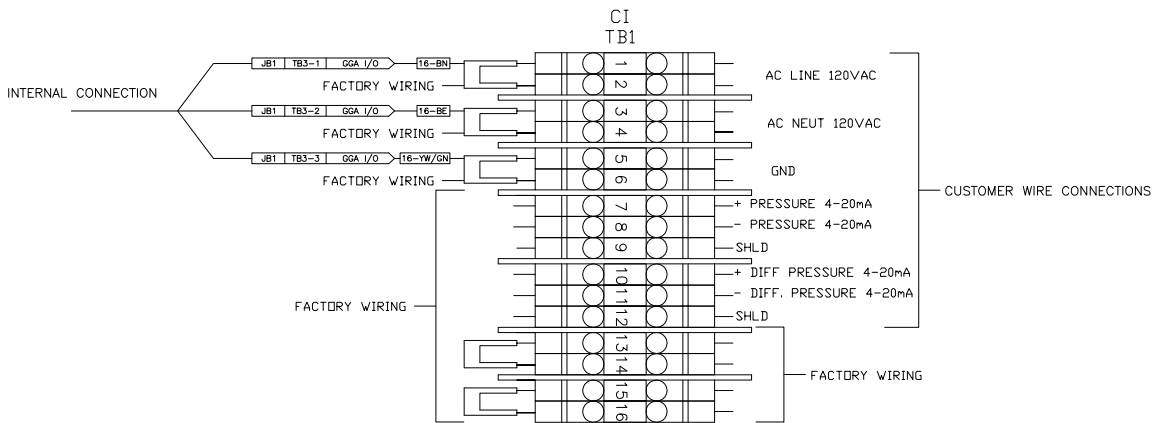 CI
TB1
JB1 TB3-1 GGA I/O 16-BN
1
AC LINE 120VAC
FACTORY WIRING
2
INTERNAL CONNECTION
JB1 TB3-2 GGA I/O 16-BE
3
AC NEUT 120VAC
FACTORY WIRING
4
JB1 TB3-3 GGA I/O 16-YW/GN
5
GND
FACTORY WIRING
6
CUSTOMER WIRE CONNECTIONS
7
+ PRESSURE 4-20mA
8
- PRESSURE 4-20mA
9
SHLD
10
+ DIFF PRESSURE 4-20mA
11
- DIFF. PRESSURE 4-20mA
FACTORY WIRING
12
SHLD
13
14
FACTORY WIRING
15
16